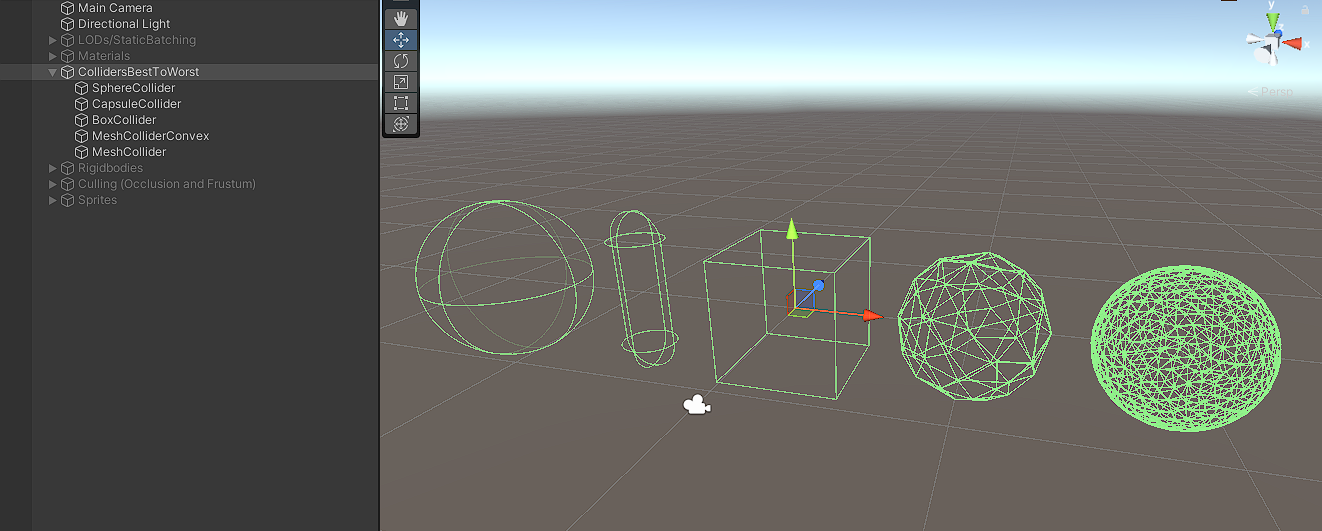 Main Camera
Directional Light
LODs/StaticBatching
Materials
CollidersBestToWorst
SphereCollider
CapsuleCollider
BoxCollider
MeshColliderConvex
MeshCollider
Rigidbodies
Culling (Occlusion and Frustum)
Sprites
y
x
Persp